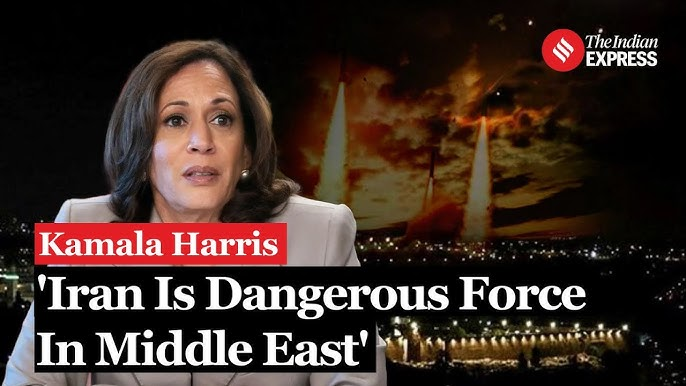 The Indian
EXPRESS
Kamala Harris
'Iran Is Dangerous Force
In Middle East'